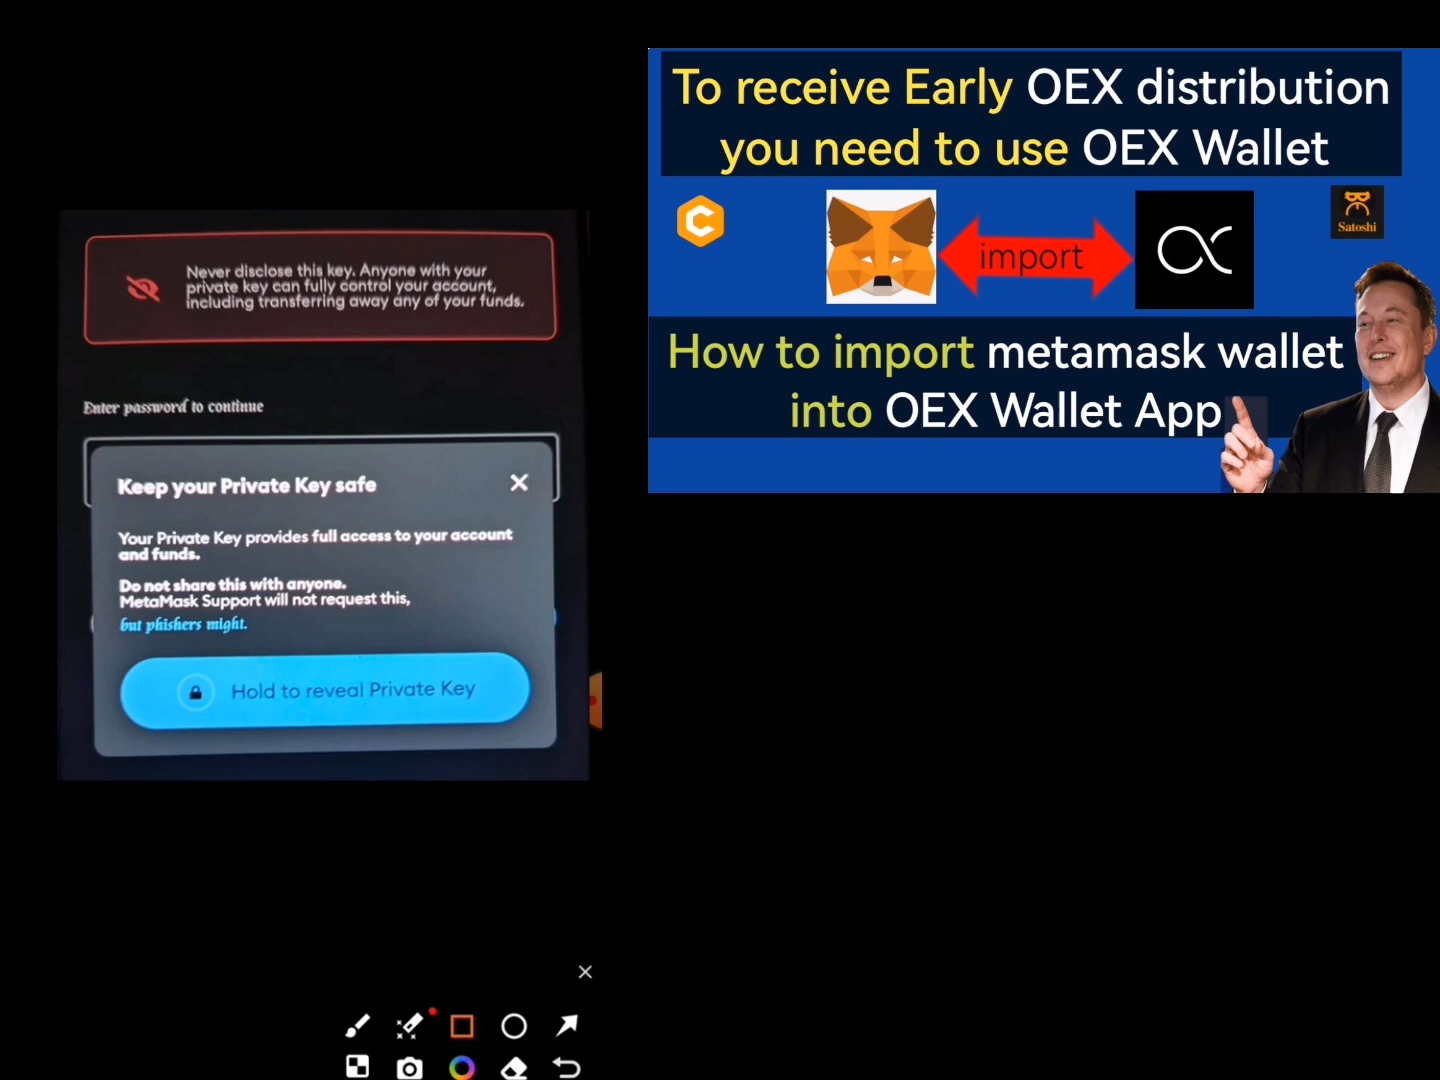 Never disclose this key. Anyone with your
private key can fully control your account,
including transferring away any of your funds.
Enter password to continue
Keep your Private Key safe
Your Private Key provides full access to your account
and funds.
Do not share this with anyone.
MetaMask Support will not request this,
but phishers might.
Hold to reveal Private Key
To receive Early OEX distribution
you need to use OEX Wallet
import
Satoshi
How to import metamask wallet
into OEX Wallet App